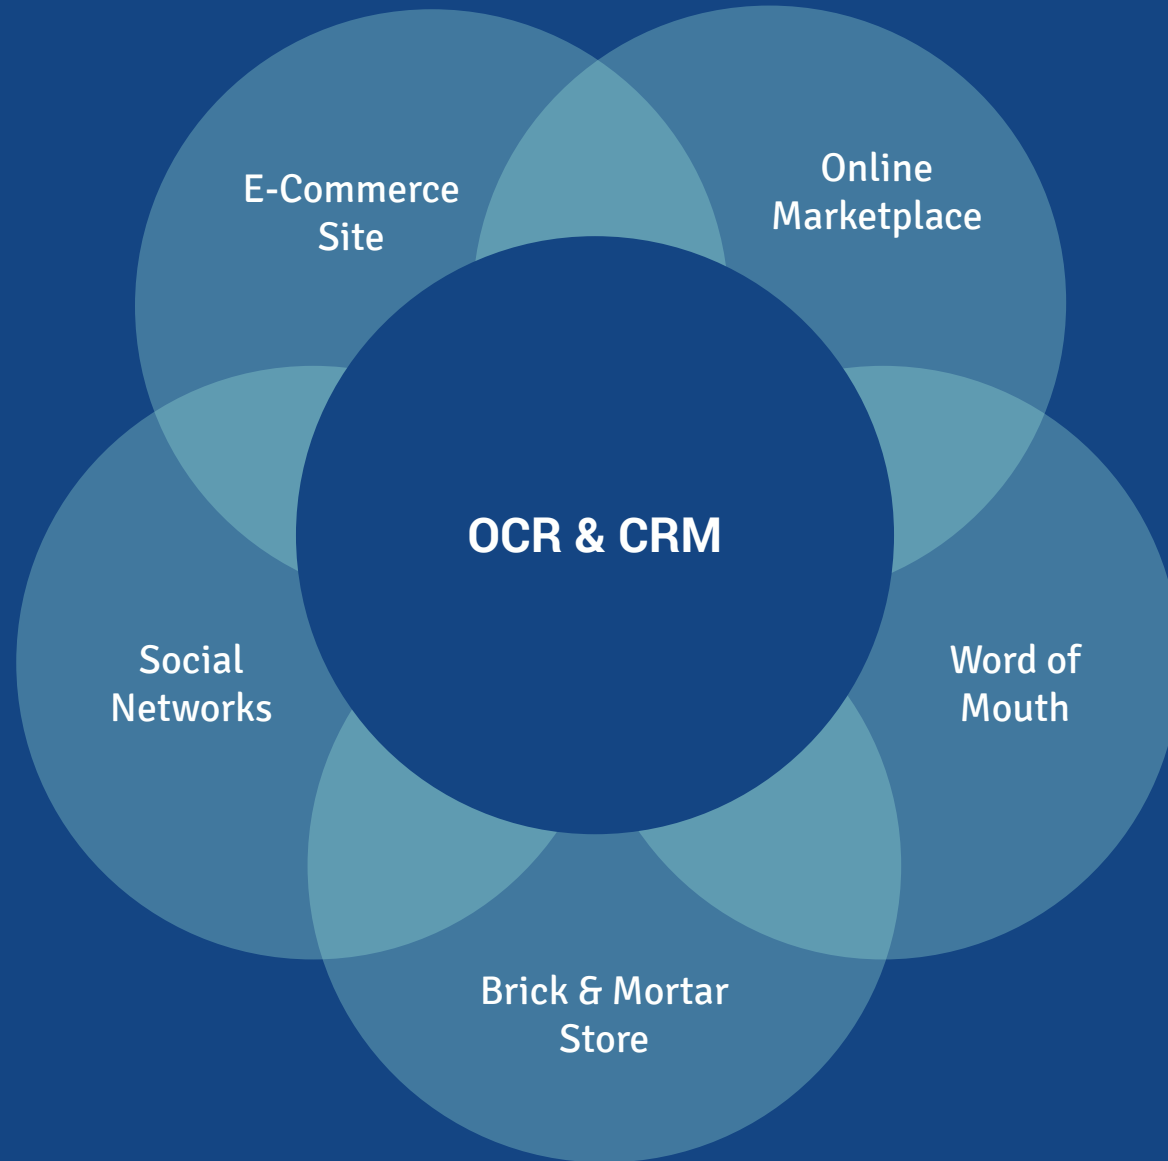 E-Commerce
Site
Online
Marketplace
OCR & CRM
Social
Networks
Word of
Mouth
Brick & Mortar
Store